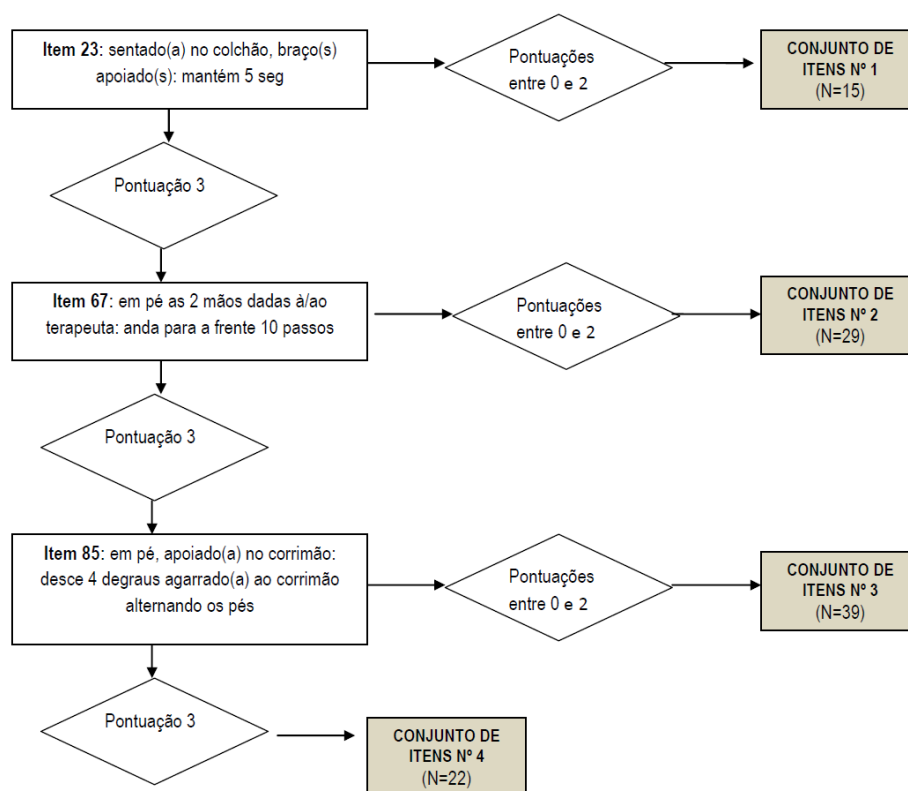 Item 23: sentado(a) no colchão, braço(s)
apoiado(s): mantém 5 seg
Pontuações
entre 0 e 2
CONJUNTO DE
ITENS Nº 1
(N=15)
Pontuação 3
Item 67: em pé as 2 mãos dadas à/ao
terapeuta: anda para a frente 10 passos
Pontuações
entre 0 e 2
CONJUNTO DE
ITENS Nº 2
(N=29)
Pontuação 3
Item 85: em pé, apoiado(a) no corrimão:
desce 4 degraus agarrado(a) ao corrimão
alternando os pés
Pontuações
entre 0 e 2
CONJUNTO DE
ITENS Nº 3
(N=39)
Pontuação 3
CONJUNTO DE
ITENS Nº 4
(N=22)